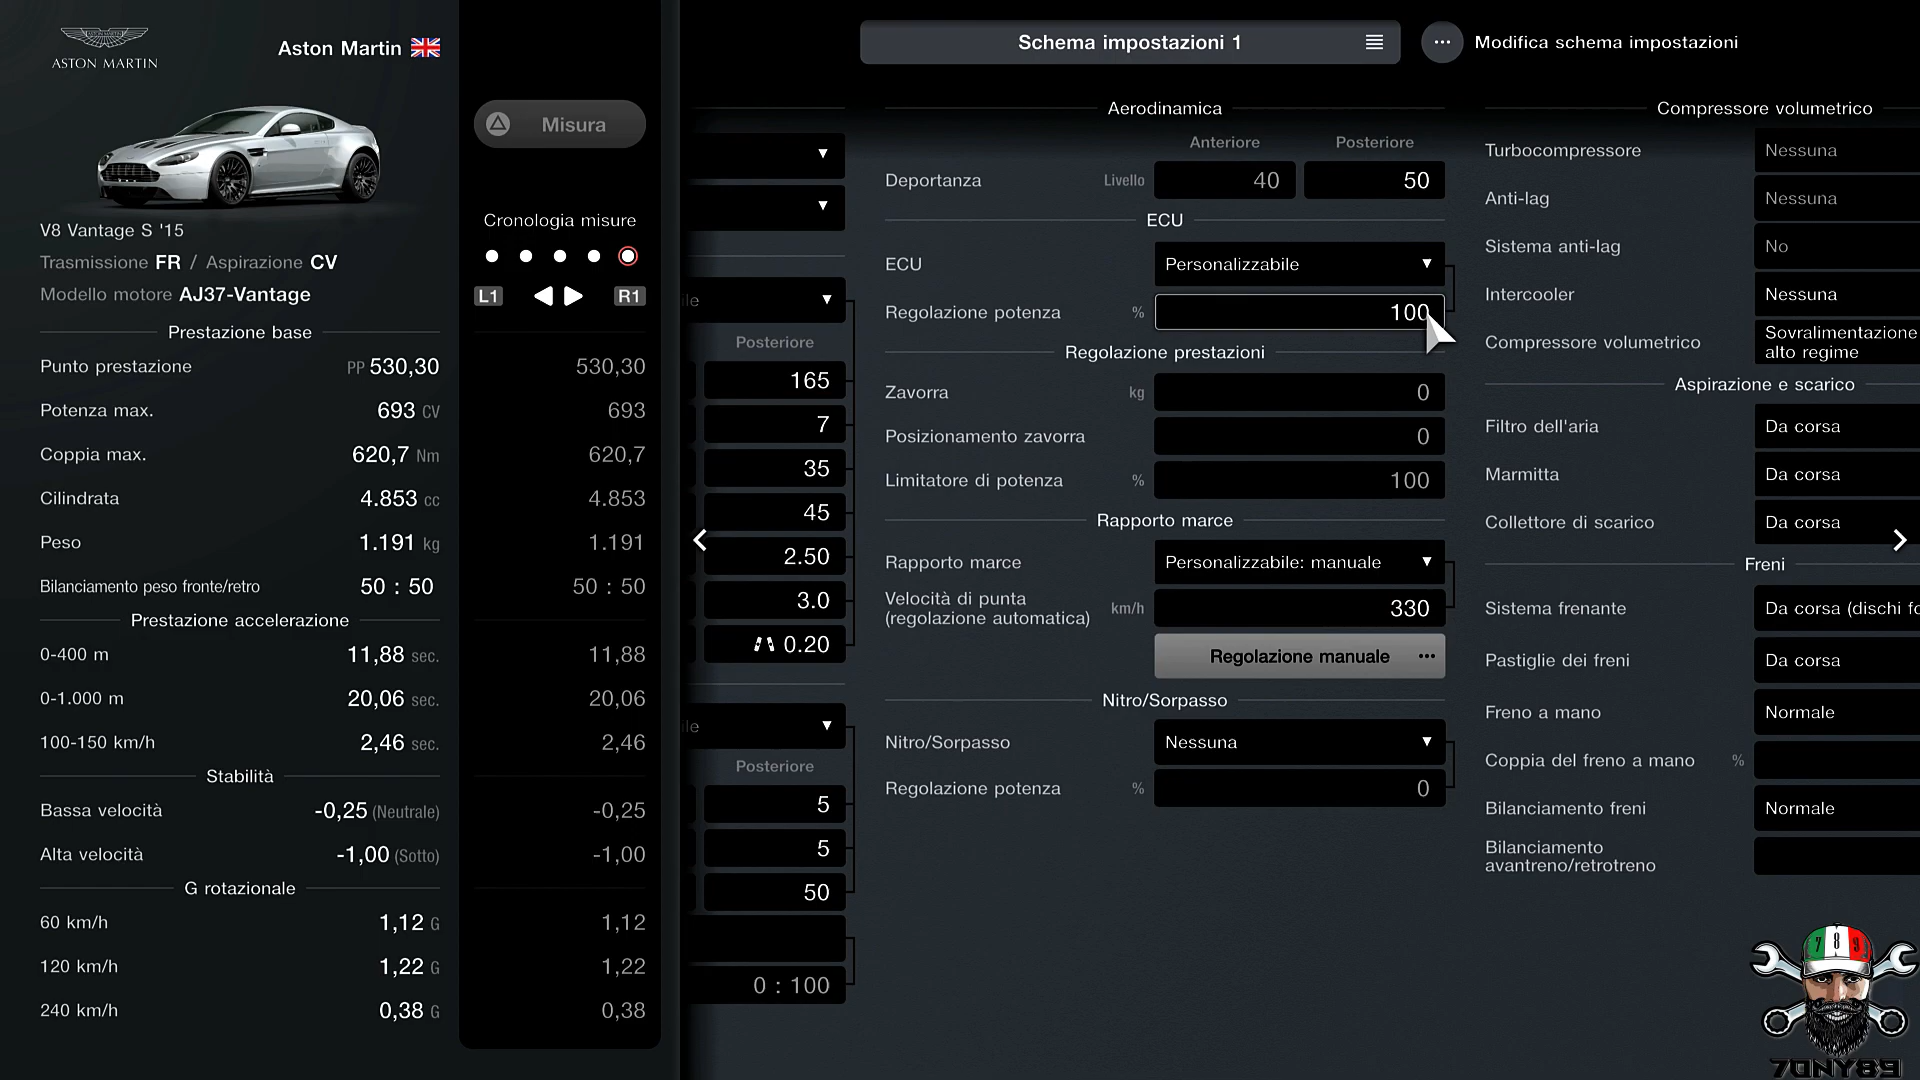 ASTON MARTIN
Aston Martin
V8 Vantage S '15
Trasmissione FR / Aspirazione CV
Modello motore AJ37-Vantage
Prestazione base
Punto prestazione PP 530,30
Potenza max. 693 CV
Coppia max. 620,7 Nm
Cilindrata 4.853 cc
Peso 1.191 kg
Bilanciamento peso fronte/retro 50 : 50
Prestazione accelerazione
0-400 m 11,88 sec.
0-1.000 m 20,06 sec.
100-150 km/h 2,46 sec.
Stabilità
Bassa velocità -0,25 (Neutrale)
Alta velocità -1,00 (Sotto)
G rotazionale
60 km/h 1,12 G
120 km/h 1,22 G
240 km/h 0,38 G
Misura
Cronologia misure
L1 R1
530,30
693
620,7
4.853
1.191
50 : 50
11,88
20,06
2,46
-0,25
-1,00
1,12
1,22
0,38
Schema impostazioni 1
Modifica schema impostazioni
le
Posteriore
165
7
35
45
2.50
3.0
0.20
le
Posteriore
5
5
50
0 : 100
Aerodinamica
Anteriore Posteriore
Deportanza Livello 40 50
ECU
ECU Personalizzabile
Regolazione potenza % 100
Regolazione prestazioni
Zavorra kg 0
Posizionamento zavorra 0
Limitatore di potenza % 100
Rapporto marce
Rapporto marce Personalizzabile: manuale
Velocità di punta
(regolazione automatica) km/h 330
Regolazione manuale
Nitro/Sorpasso
Nitro/Sorpasso Nessuna
Regolazione potenza % 0
Compressore volumetrico
Turbocompressore Nessuna
Anti-lag Nessuna
Sistema anti-lag No
Intercooler Nessuna
Compressore volumetrico Sovralimentazione
alto regime
Aspirazione e scarico
Filtro dell'aria Da corsa
Marmitta Da corsa
Collettore di scarico Da corsa
Freni
Sistema frenante Da corsa (dischi fo
Pastiglie dei freni Da corsa
Freno a mano Normale
Coppia del freno a mano %
Bilanciamento freni Normale
Bilanciamento
avantreno/retrotreno
789
7ONY89